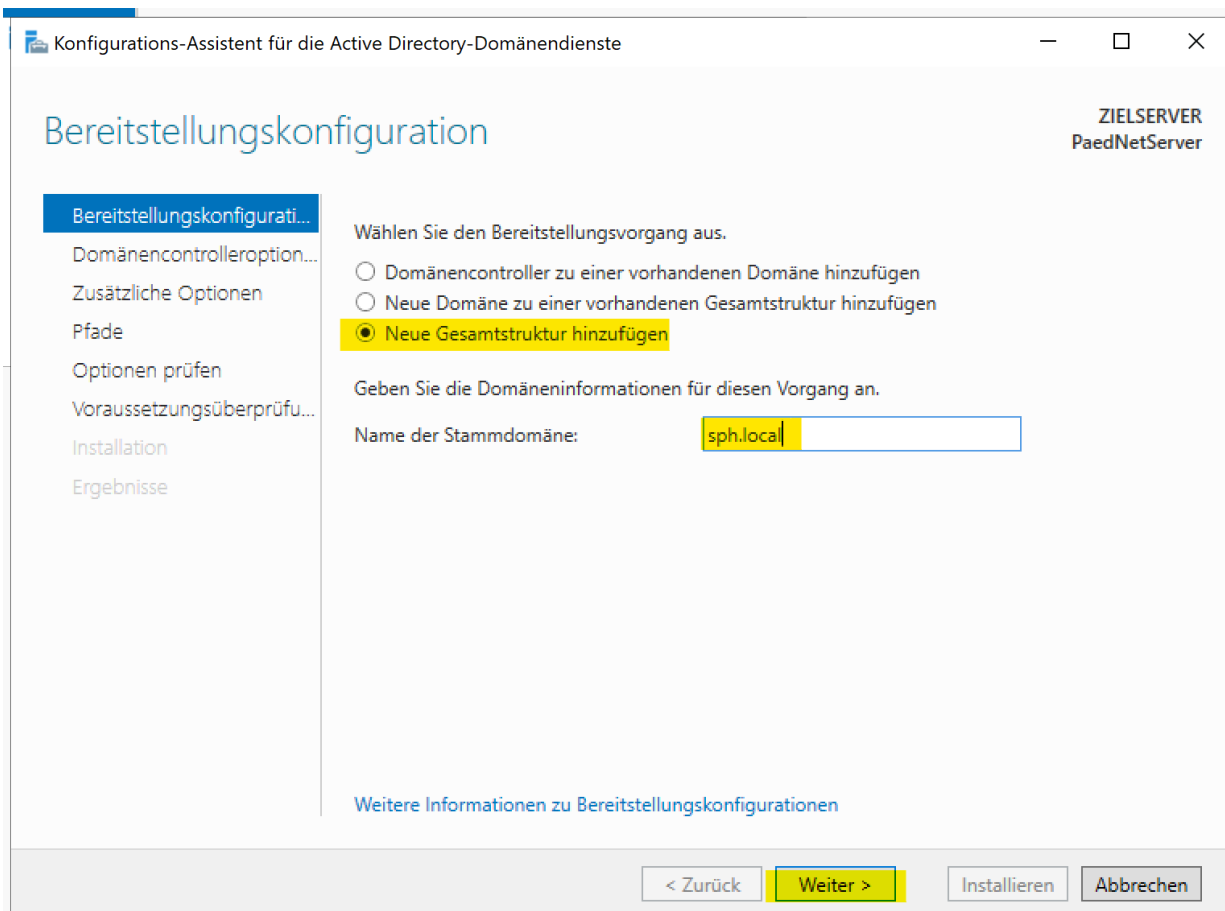 Konfigurations-Assistent für die Active Directory-Domänendienste
Bereitstellungskonfiguration
ZIELSERVER
PaedNetServer
Bereitstellungskonfigurati...
Domänencontrolleroption...
Zusätzliche Optionen
Pfade
Optionen prüfen
Voraussetzungsüberprüfu...
Installation
Ergebnisse
Wählen Sie den Bereitstellungsvorgang aus.
Domänencontroller zu einer vorhandenen Domäne hinzufügen
Neue Domäne zu einer vorhandenen Gesamtstruktur hinzufügen
Neue Gesamtstruktur hinzufügen
Geben Sie die Domäneninformationen für diesen Vorgang an.
Name der Stammdomäne: sph.local
Weitere Informationen zu Bereitstellungskonfigurationen
< Zurück Weiter > Installieren Abbrechen